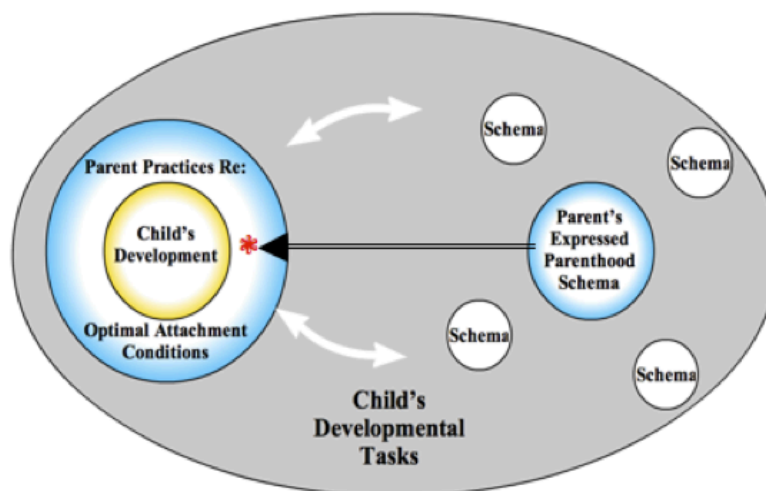 Parent Practices Re:
Child's
Development
Optimal Attachment
Conditions
*
Schema
Schema
Parent's
Expressed
Parenthood
Schema
Schema
Schema
Child's
Developmental
Tasks